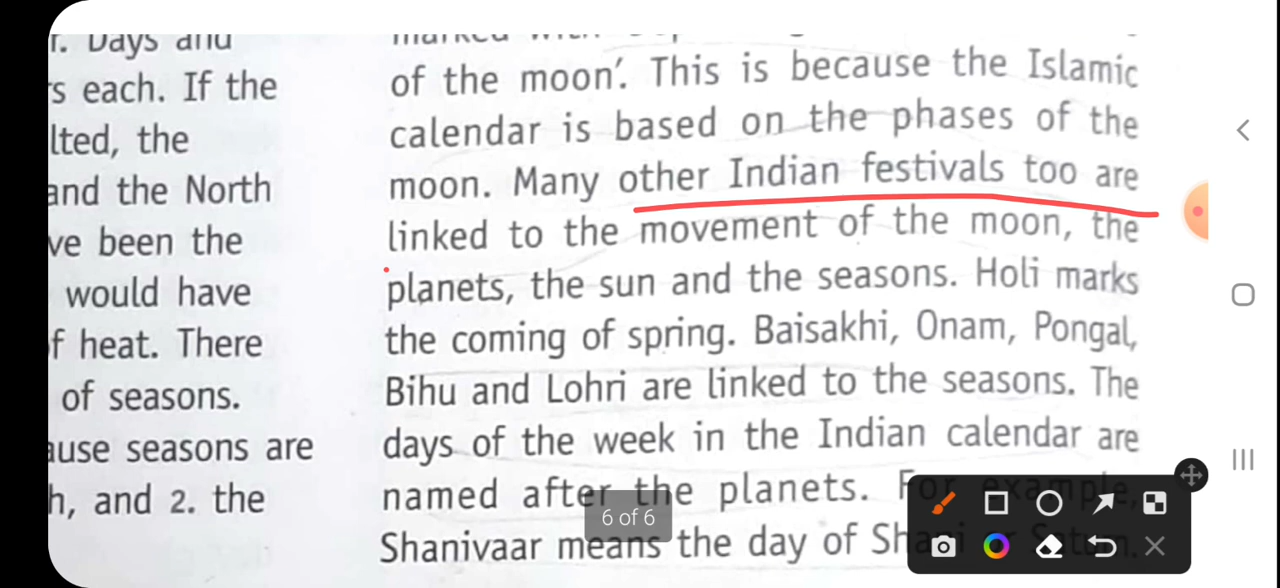 Days and
s each. If the
lted, the
and the North
ve been the
would have
f heat. There
of seasons.
ause seasons are
h, and 2. the
of the moon'. This is because the Islamic
calendar is based on the phases of the
moon. Many other Indian festivals too are
linked to the movement of the moon, the
planets, the sun and the seasons. Holi marks
the coming of spring. Baisakhi, Onam, Pongal,
Bihu and Lohri are linked to the seasons. The
days of the week in the Indian calendar are
named after the planets. For example,
Shanivaar means the day of Shani or Saturn.
6 of 6